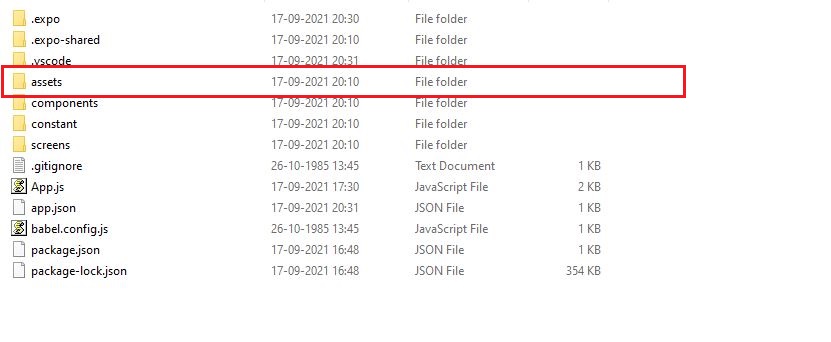 .expo 17-09-2021 20:30 File folder
.expo-shared 17-09-2021 20:10 File folder
.vscode 17-09-2021 20:31 File folder
assets 17-09-2021 20:10 File folder
components 17-09-2021 20:10 File folder
constant 17-09-2021 20:10 File folder
screens 17-09-2021 20:10 File folder
.gitignore 26-10-1985 13:45 Text Document 1 KB
App.js 17-09-2021 17:30 JavaScript File 2 KB
app.json 17-09-2021 20:31 JSON File 1 KB
babel.config.js 26-10-1985 13:45 JavaScript File 1 KB
package.json 17-09-2021 16:48 JSON File 1 KB
package-lock.json 17-09-2021 16:48 JSON File 354 KB